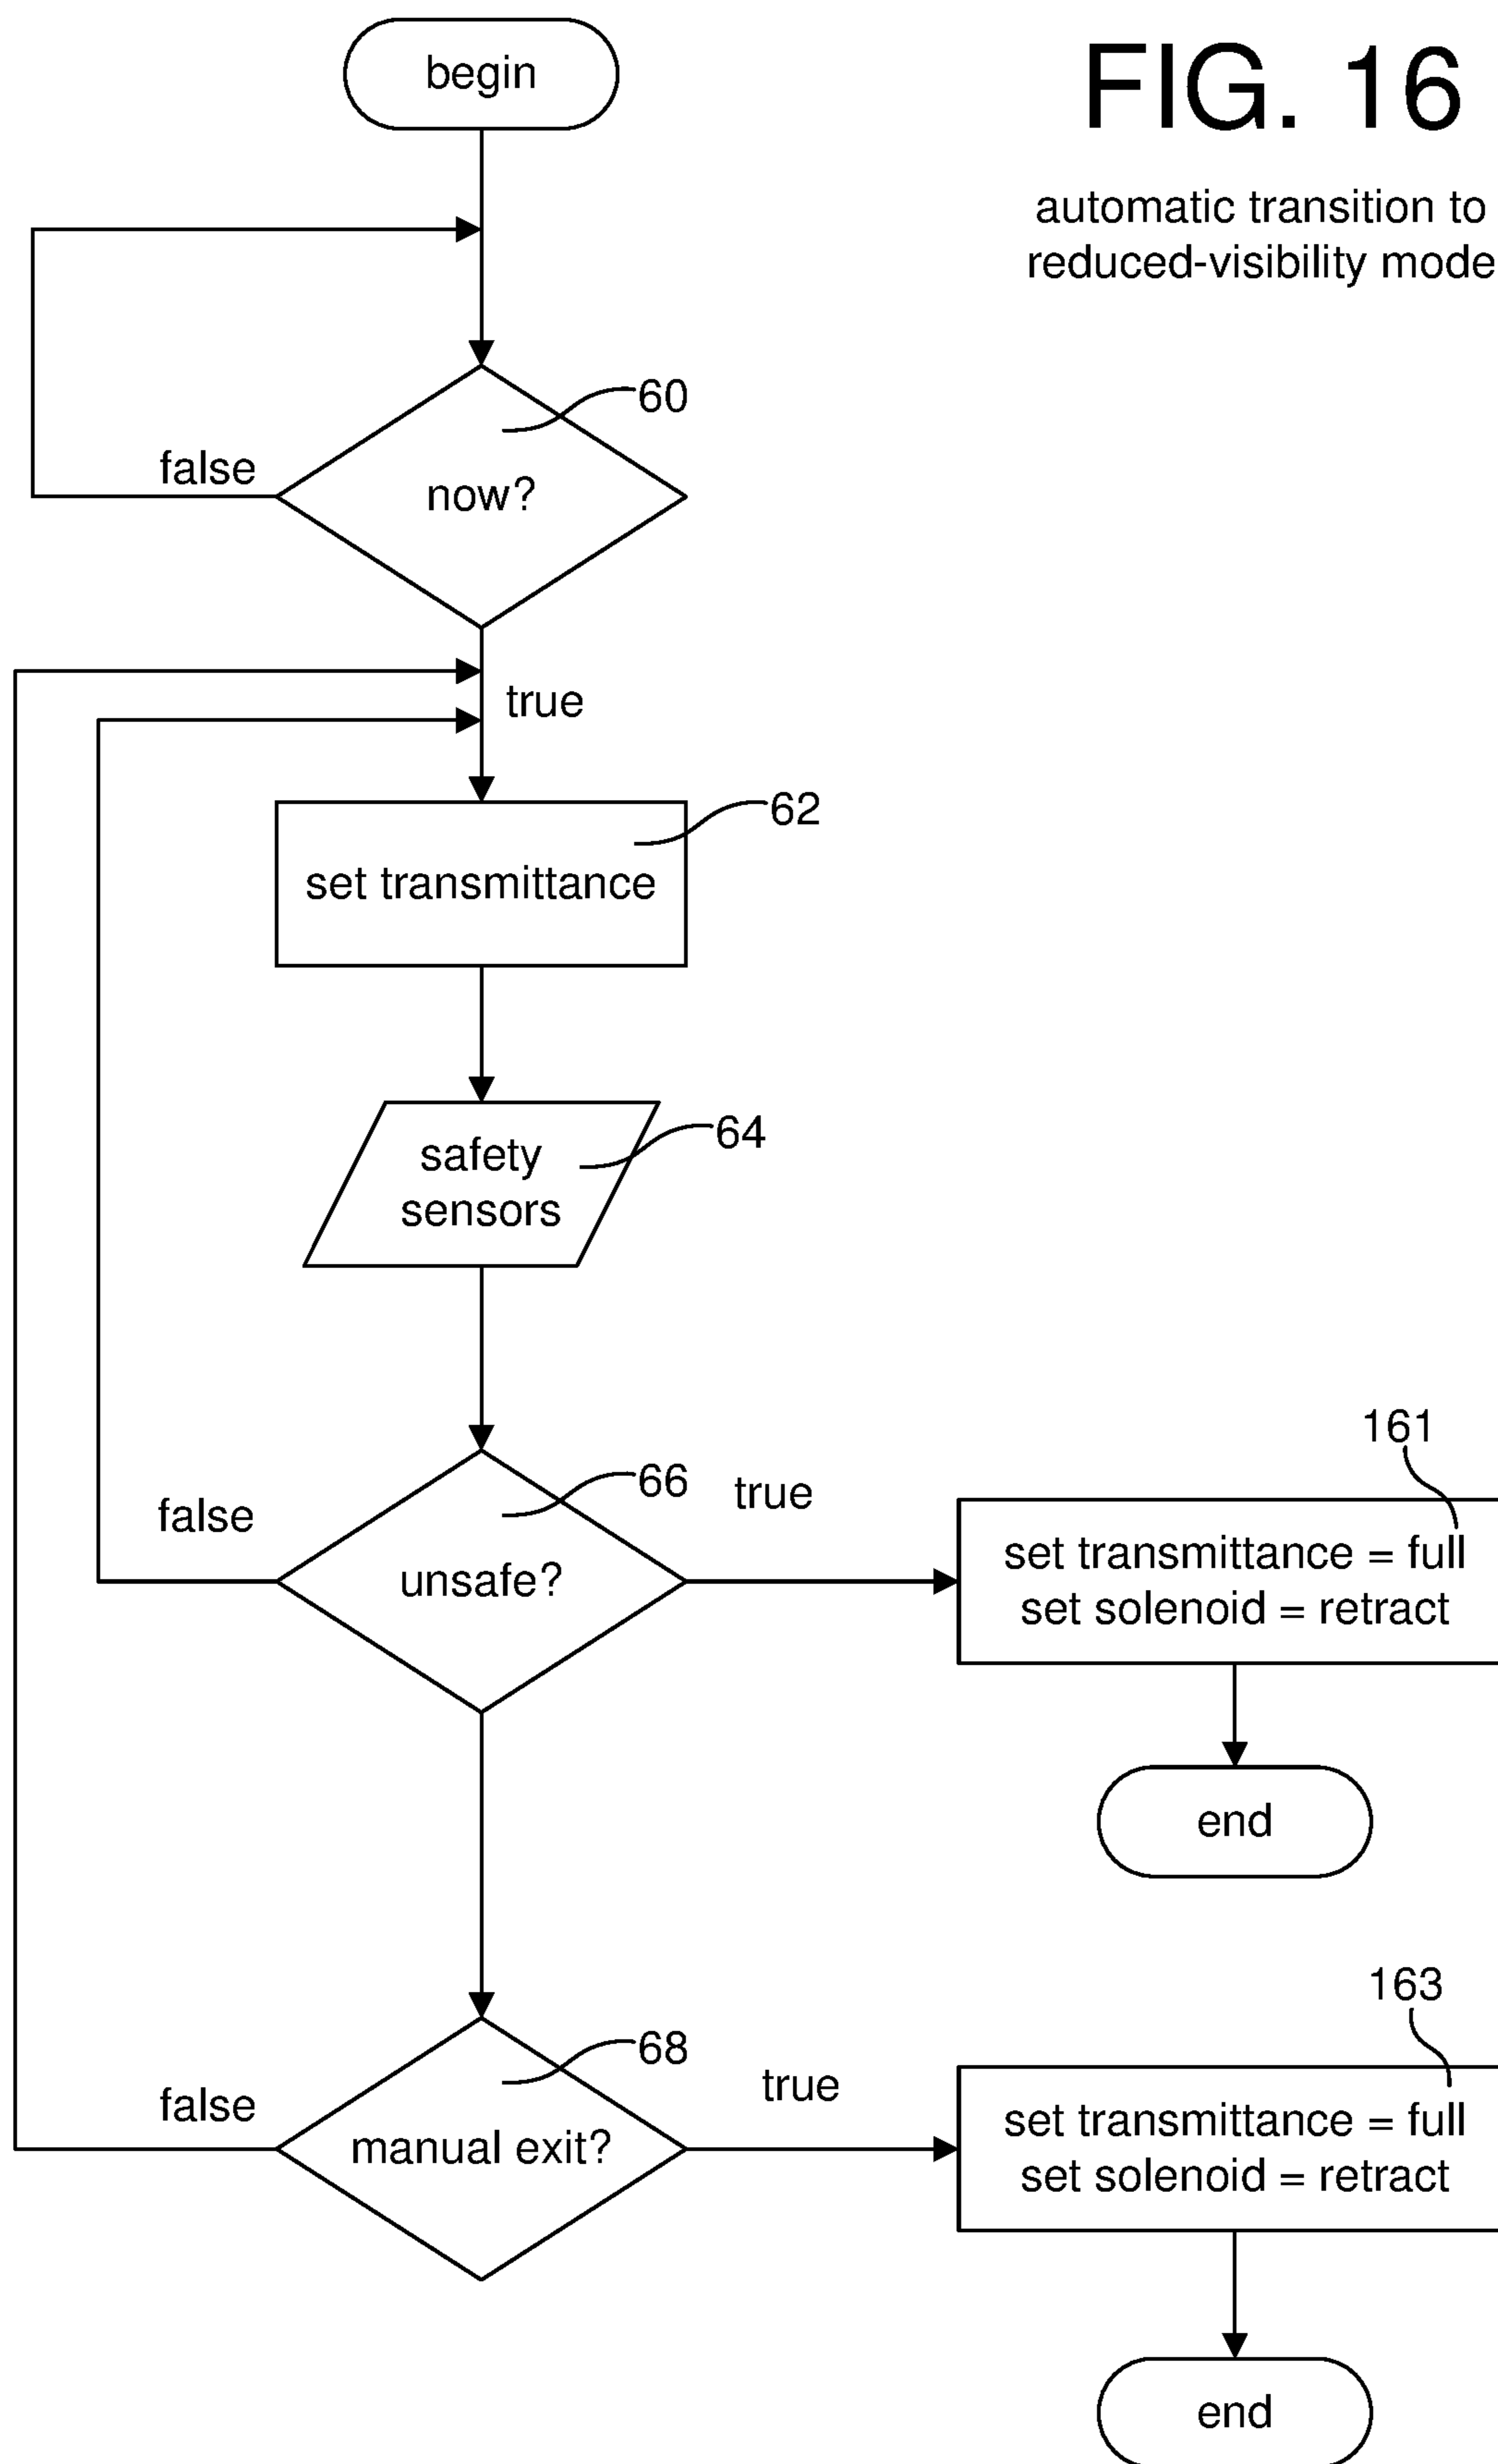 begin
FIG. 16
automatic transition to
reduced-visibility mode
60
false
now?
true
62
set transmittance
64
safety
sensors
66
false
true
unsafe?
161
set transmittance = full
set solenoid = retract
end
68
false
true
manual exit?
163
set transmittance = full
set solenoid = retract
end